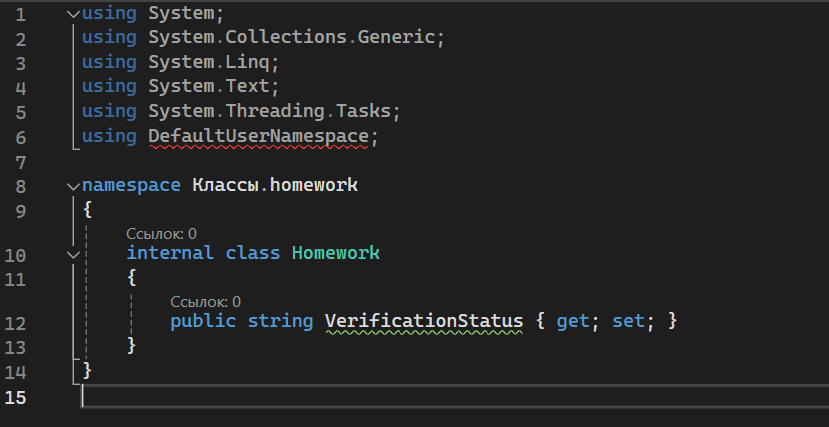 1 using System;
2 using System.Collections.Generic;
3 using System.Linq;
4 using System.Text;
5 using System.Threading.Tasks;
6 using DefaultUserNamespace;
7
8 namespace Классы.homework
9 {
Ссылок: 0
10 internal class Homework
11 {
Ссылок: 0
12 public string VerificationStatus { get; set; }
13 }
14 }
15